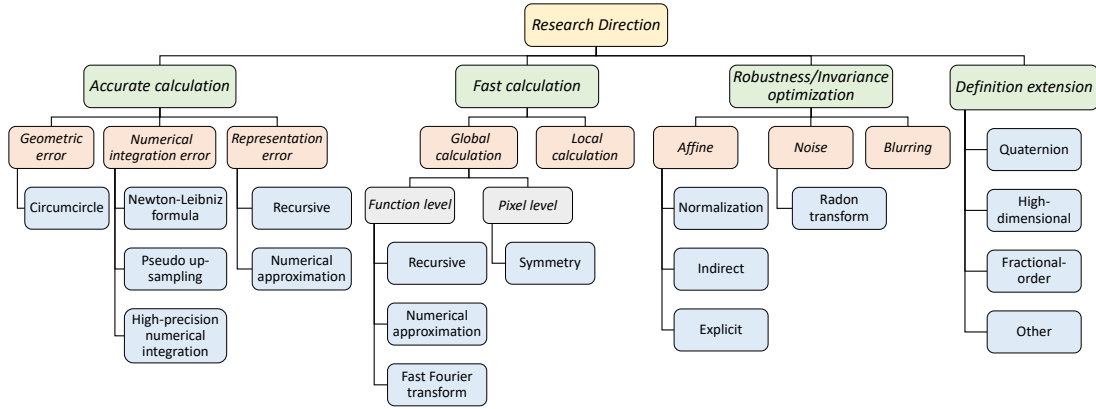 Research Direction
Accurate calculation
Fast calculation
Robustness/Invariance
optimization
Definition extension
Geometric
error
Numerical
integration error
Representation
error
Global
calculation
Local
calculation
Affine
Noise
Blurring
Circumcircle
Newton-Leibniz
formula
Pseudo up-
sampling
High-precision
numerical
integration
Recursive
Numerical
approximation
Function level
Pixel level
Recursive
Numerical
approximation
Fast Fourier
transform
Symmetry
Normalization
Indirect
Explicit
Radon
transform
Quaternion
High-
dimensional
Fractional-
order
Other